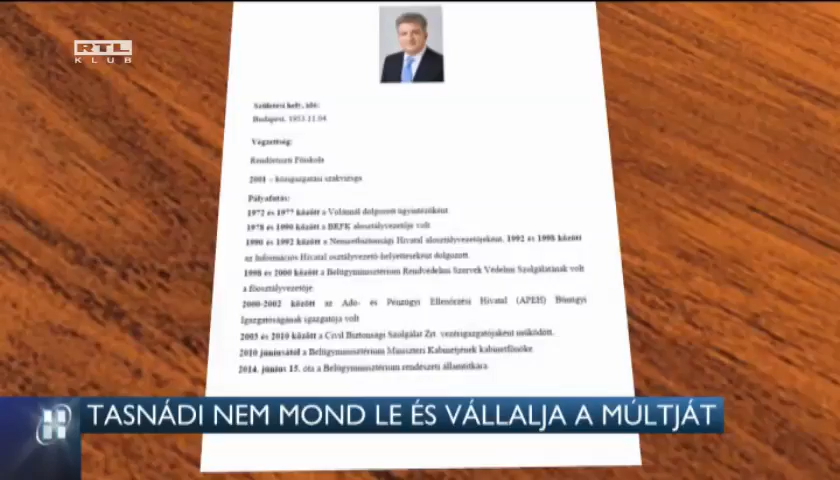 RTL
KLUB
Születési hely, idő:
Budapest, 1953.11.04
Végzettség:
Rendőrtiszti Főiskola
2001 – közigazgatási szakvizsga
Pályafutás:
1972 és 1977 között a Volánnál dolgozott ügyintézőként
1978 és 1990 között a BRFK alosztályvezetője volt
1990 és 1992 között a Nemzetbiztonsági Hivatal alosztályvezetőjeként, 1992 és 1998 között
az Információs Hivatal osztályvezető-helyetteseként dolgozott
1998 és 2000 között a Belügyminisztérium Rendvédelmi Szervek Védelmi Szolgálatának volt
a főosztályvezetője
2000-2002 között az Adó- és Pénzügyi Ellenőrzési Hivatal (APEH) Bűnügyi
Igazgatóságának igazgatója volt
2003 és 2010 között a Civil Biztonsági Szolgálat Zrt. vezérigazgatójaként működött.
2010 júniusától a Belügyminisztérium Miniszteri Kabinetjének kabinetfőnöke
2014. június 15. óta a Belügyminisztérium rendészeti államtitkára
TASNÁDI NEM MOND LE ÉS VÁLLALJA A MÚLTJÁT